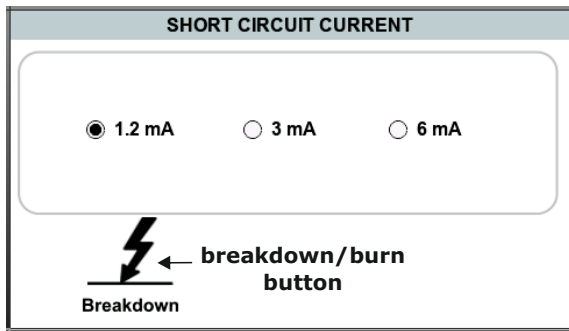 SHORT CIRCUIT CURRENT
1.2 mA 3 mA 6 mA
breakdown/burn
button
Breakdown